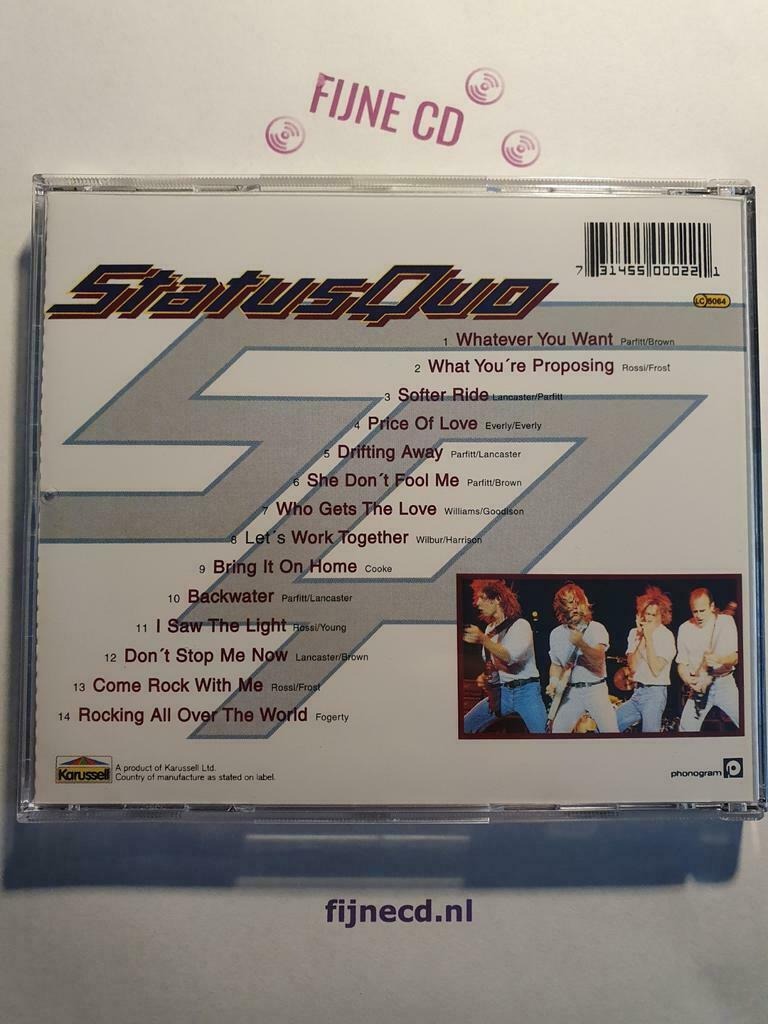 FIJNE CD
7 31455 00022 1
LC 5064
StatusQuo
1 Whatever You Want Parfitt/Brown
2 What You´re Proposing Rossi/Frost
3 Softer Ride Lancaster/Parfitt
4 Price Of Love Everly/Everly
5 Drifting Away Parfitt/Lancaster
6 She Don´t Fool Me Parfitt/Brown
7 Who Gets The Love Williams/Goodison
8 Let´s Work Together Wilbur/Harrison
9 Bring It On Home Cooke
10 Backwater Parfitt/Lancaster
11 I Saw The Light Rossi/Young
12 Don´t Stop Me Now Lancaster/Brown
13 Come Rock With Me Rossi/Frost
14 Rocking All Over The World Fogerty
Karussell
A product of Karussell Ltd.
Country of manufacture as stated on label.
phonogram
fijnecd.nl